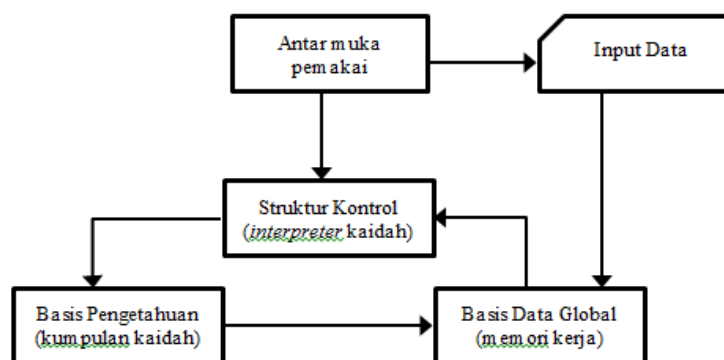 Antar muka
pemakai
Input Data
Struktur Kontrol
(interpreter kaidah)
Basis Pengetahuan
(kumpulan kaidah)
Basis Data Global
(memori kerja)